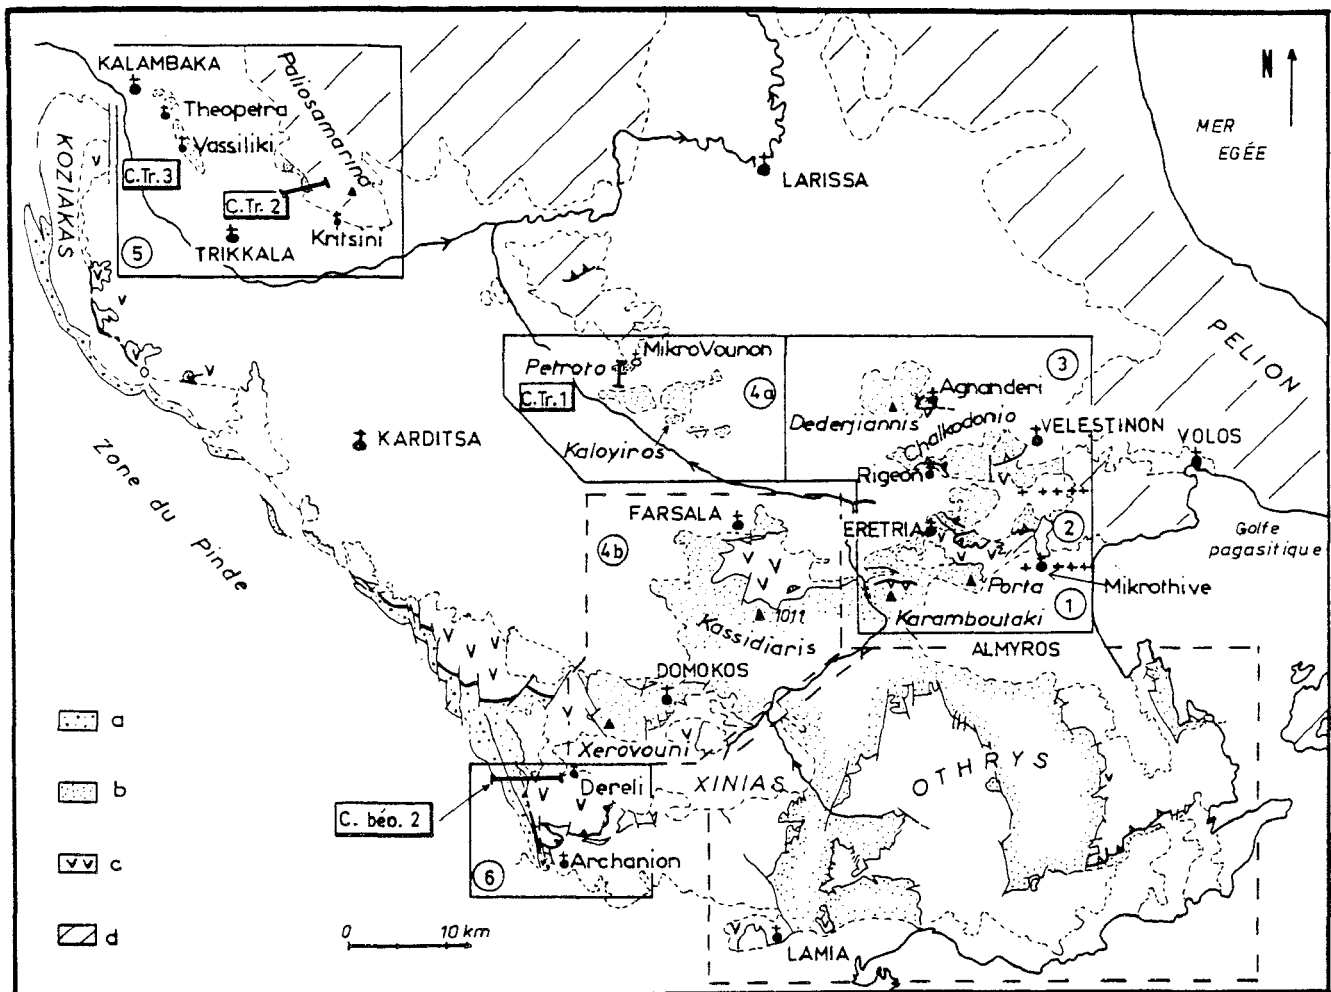 KALAMBAKA
Theopetra
Vassiliki
Paliosamarina
KOZIAKAS
C.Tr.3
C.Tr.2
Kritsini
TRIKKALA
5
N
MER
EGÉE
LARISSA
PELION
MikroVounon
Petroto
C.Tr.1
4a
Kaloyiros
3
Agnanderi
Dederjiannis
Chalkodonio
VELESTINON
VOLOS
Rigeon
KARDITSA
Zone du Pinde
FARSALA
4b
ERETRIA
2
Golfe
pagasitique
Porta
Mikrothive
1
Karamboutaki
1011
Kassidiaris
ALMYROS
DOMOKOS
Xerovouni
XINIAS
OTHRYS
Dereli
C. béo. 2
Archanion
6
LAMIA
a
b
c
d
0 10 km